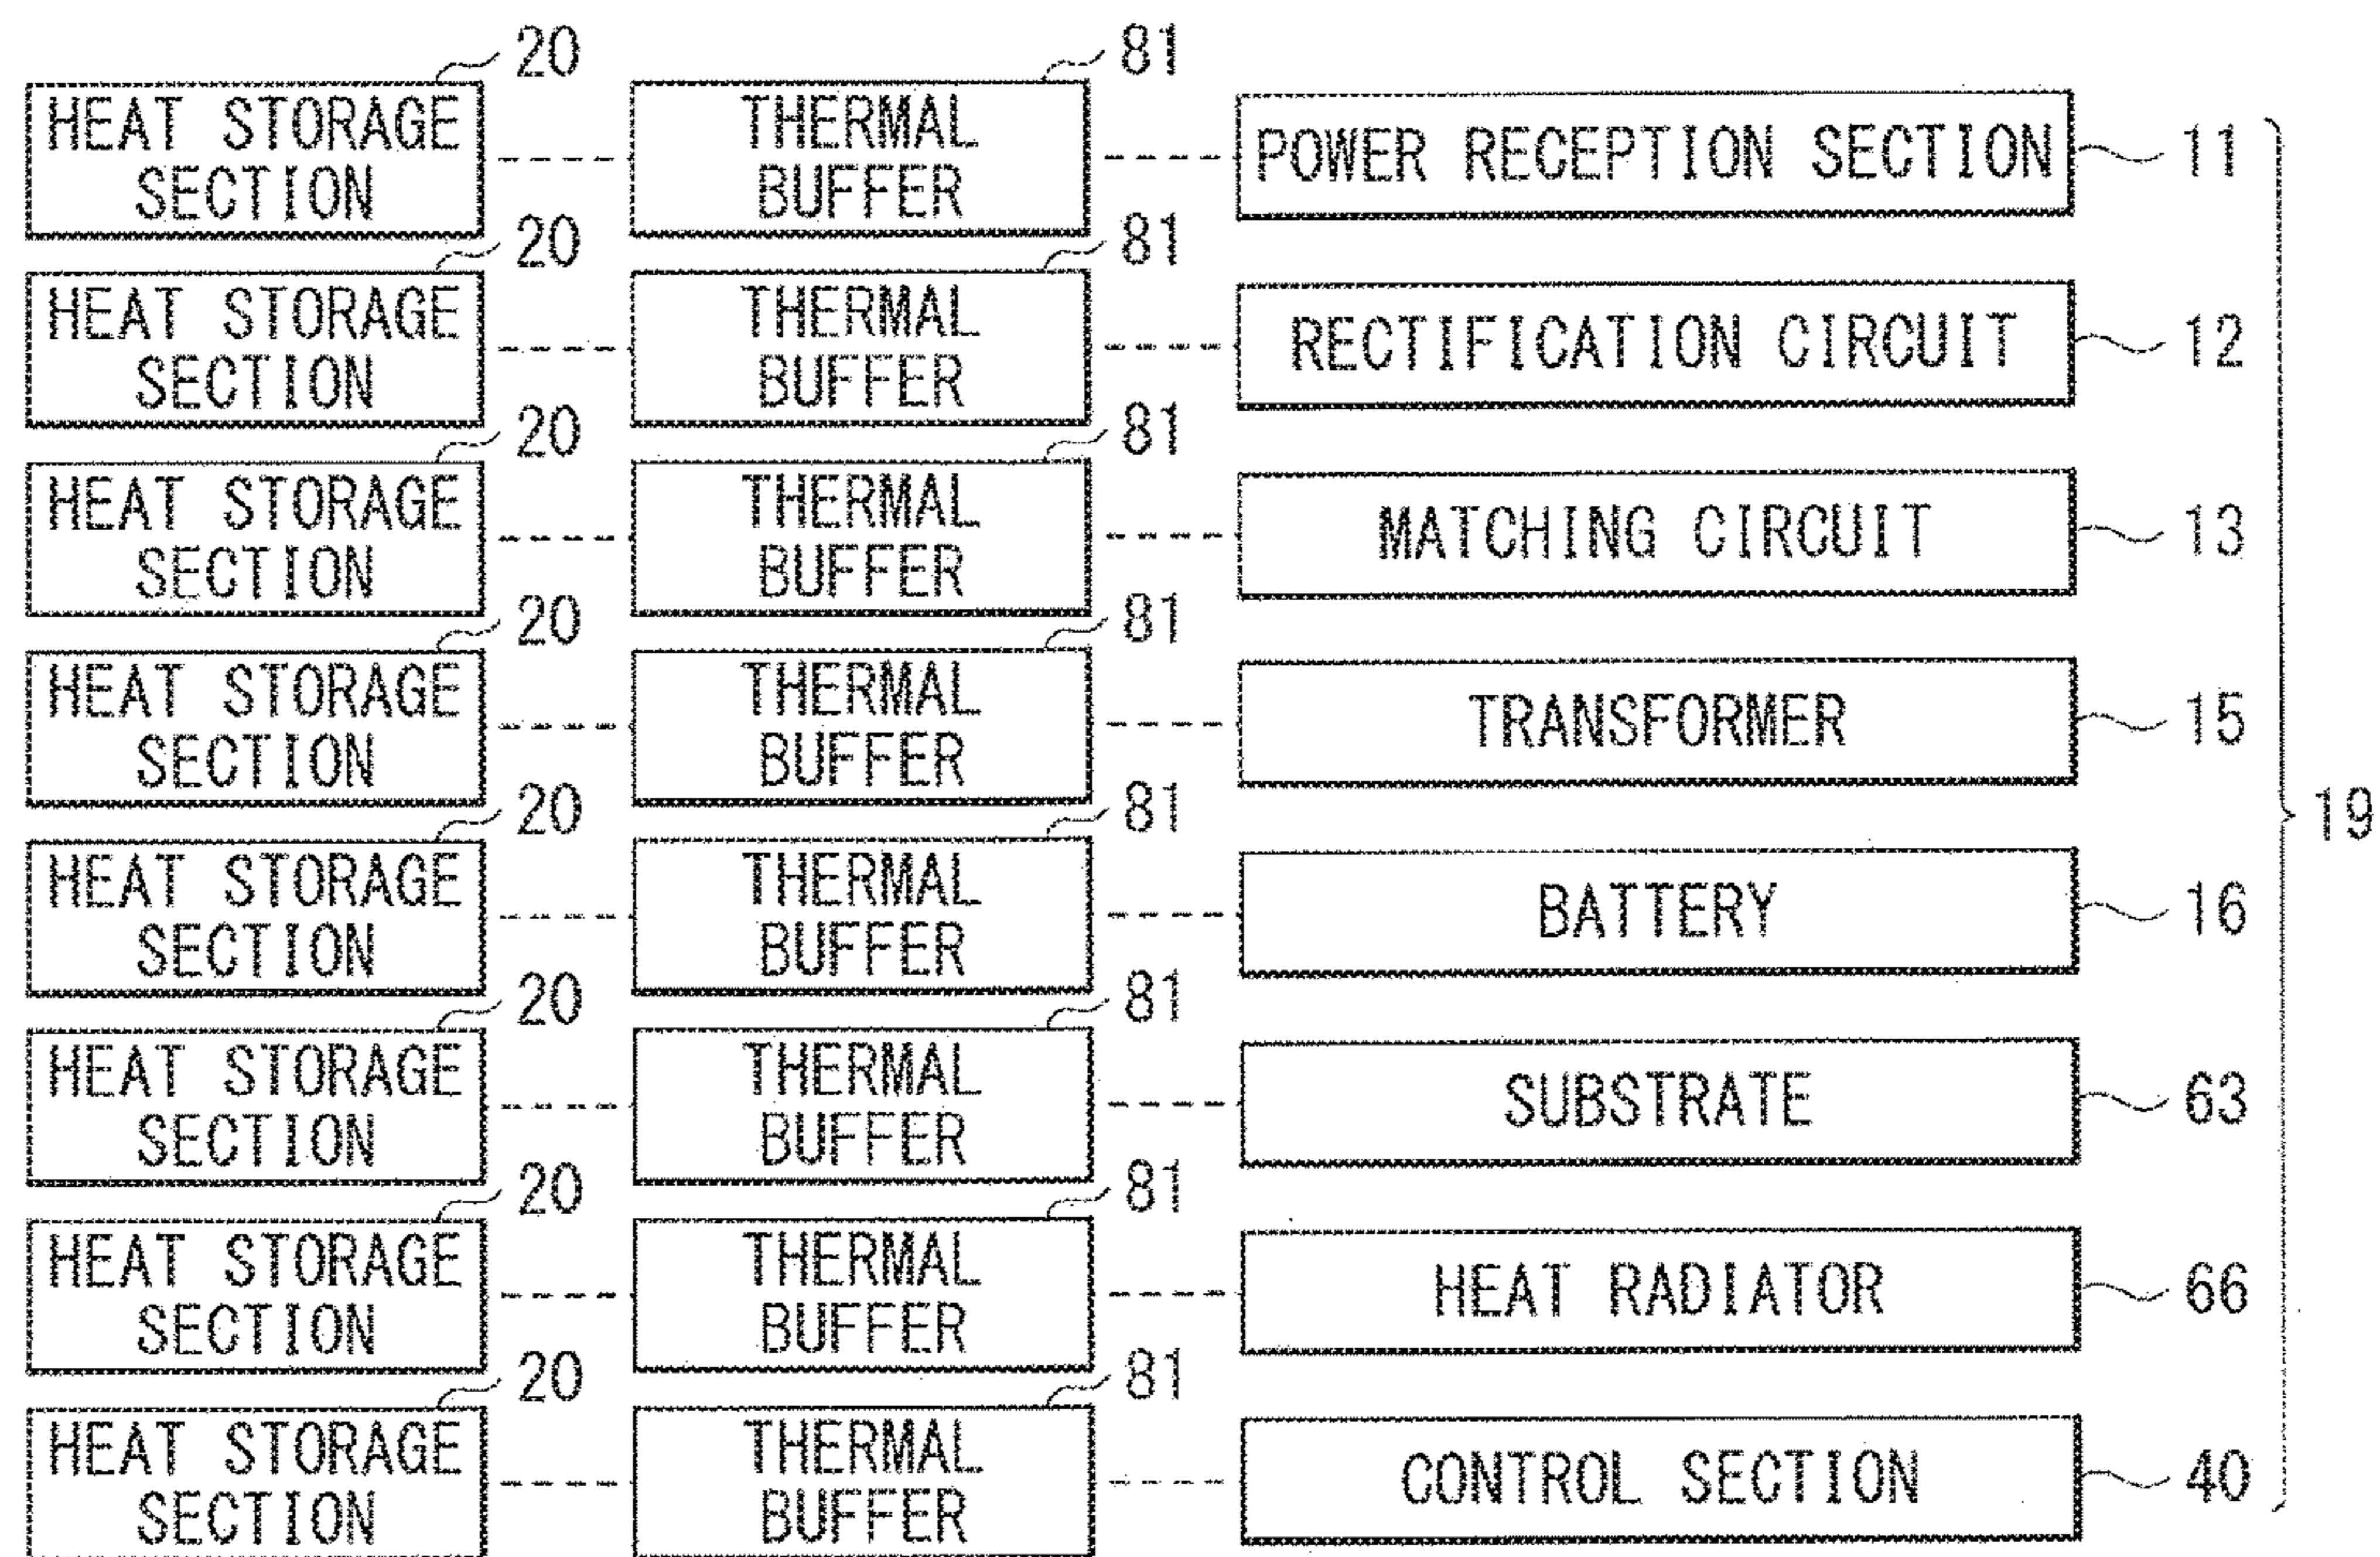 20 81
HEAT STORAGE THERMAL
POWER RECEPTION SECTION 11
SECTION BUFFER
20 81
HEAT STORAGE THERMAL
RECTIFICATION CIRCUIT 12
SECTION BUFFER
20 81
HEAT STORAGE THERMAL
MATCHING CIRCUIT 13
SECTION BUFFER
20 81
HEAT STORAGE THERMAL
TRANSFORMER 15
SECTION BUFFER
20 81
19
HEAT STORAGE THERMAL
BATTERY 16
SECTION BUFFER
20 81
HEAT STORAGE THERMAL
SUBSTRATE 63
SECTION BUFFER
20 81
HEAT STORAGE THERMAL
HEAT RADIATOR 66
SECTION BUFFER
20 81
HEAT STORAGE THERMAL
CONTROL SECTION 40
SECTION BUFFER